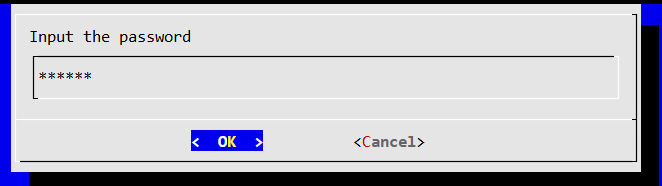 Input the password
******
<  OK  >          <Cancel>